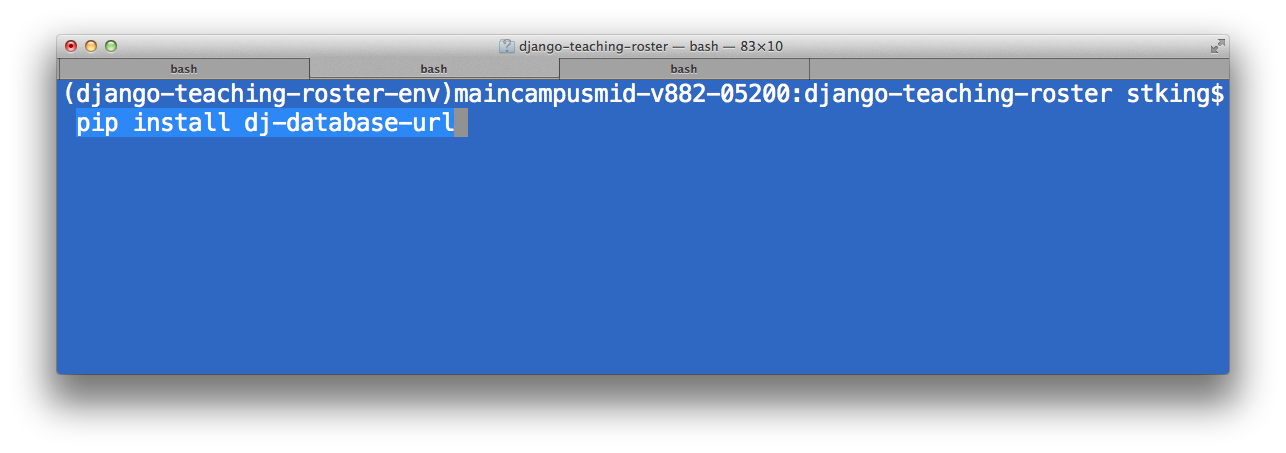 django-teaching-roster — bash — 83×10
bash bash bash
(django-teaching-roster-env)maincampusmid-v882-05200:django-teaching-roster stking$
pip install dj-database-url